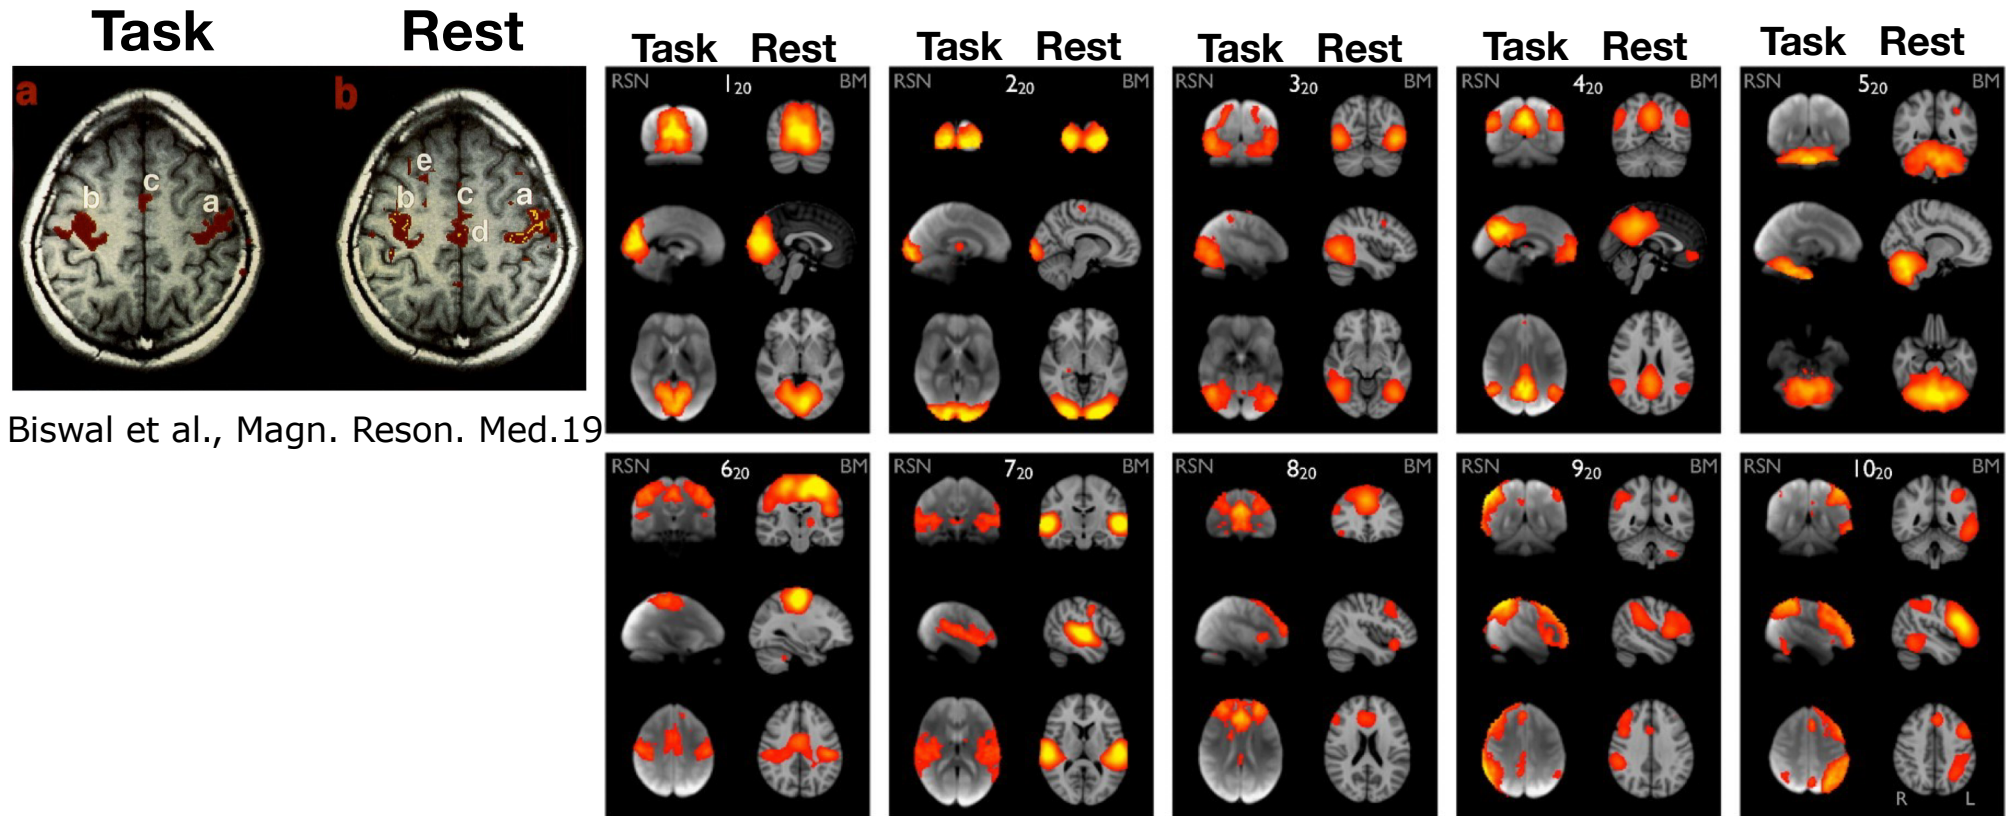 Task Rest
a b
b c a
e
b c a
d
Biswal et al., Magn. Reson. Med.19
Task Rest Task Rest Task Rest Task Rest Task Rest
RSN 1₂₀ BM RSN 2₂₀ BM RSN 3₂₀ BM RSN 4₂₀ BM RSN 5₂₀ BM
RSN 6₂₀ BM RSN 7₂₀ BM RSN 8₂₀ BM RSN 9₂₀ BM RSN 10₂₀ BM
R L